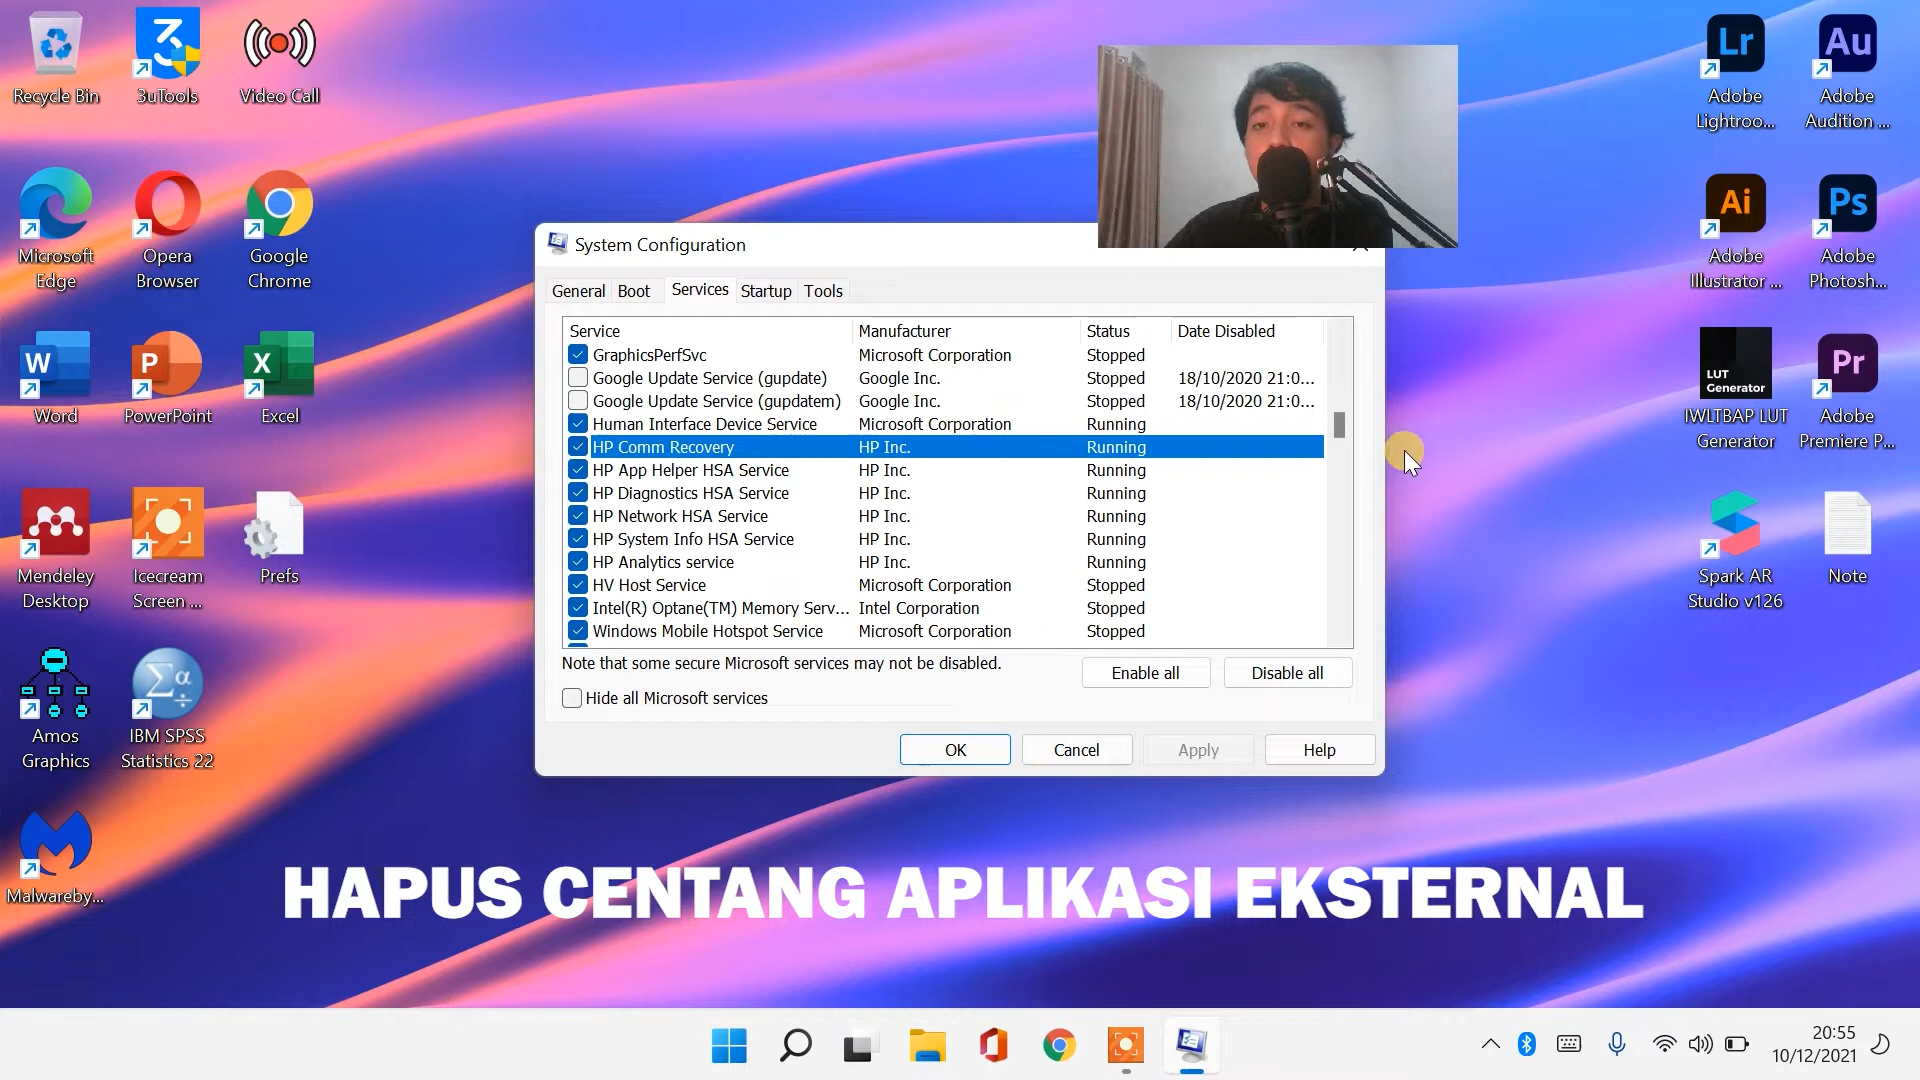 Recycle Bin
3uTools
Video Call
Adobe
Lightroo...
Adobe
Audition ...
Microsoft
Edge
Opera
Browser
Google
Chrome
Adobe
Illustrator ...
Adobe
Photosh...
Word
PowerPoint
Excel
LUT
Generator
IWLTBAP LUT
Generator
Adobe
Premiere P...
Mendeley
Desktop
Icecream
Screen ...
Prefs
Spark AR
Studio v126
Note
Amos
Graphics
IBM SPSS
Statistics 22
Malwareby...
System Configuration
General Boot Services Startup Tools
Service Manufacturer Status Date Disabled
GraphicsPerfSvc Microsoft Corporation Stopped
Google Update Service (gupdate) Google Inc. Stopped 18/10/2020 21:0...
Google Update Service (gupdatem) Google Inc. Stopped 18/10/2020 21:0...
Human Interface Device Service Microsoft Corporation Running
HP Comm Recovery HP Inc. Running
HP App Helper HSA Service HP Inc. Running
HP Diagnostics HSA Service HP Inc. Running
HP Network HSA Service HP Inc. Running
HP System Info HSA Service HP Inc. Running
HP Analytics service HP Inc. Running
HV Host Service Microsoft Corporation Stopped
Intel(R) Optane(TM) Memory Serv... Intel Corporation Stopped
Windows Mobile Hotspot Service Microsoft Corporation Stopped
Note that some secure Microsoft services may not be disabled.
Enable all Disable all
Hide all Microsoft services
OK Cancel Apply Help
HAPUS CENTANG APLIKASI EKSTERNAL
20:55
10/12/2021